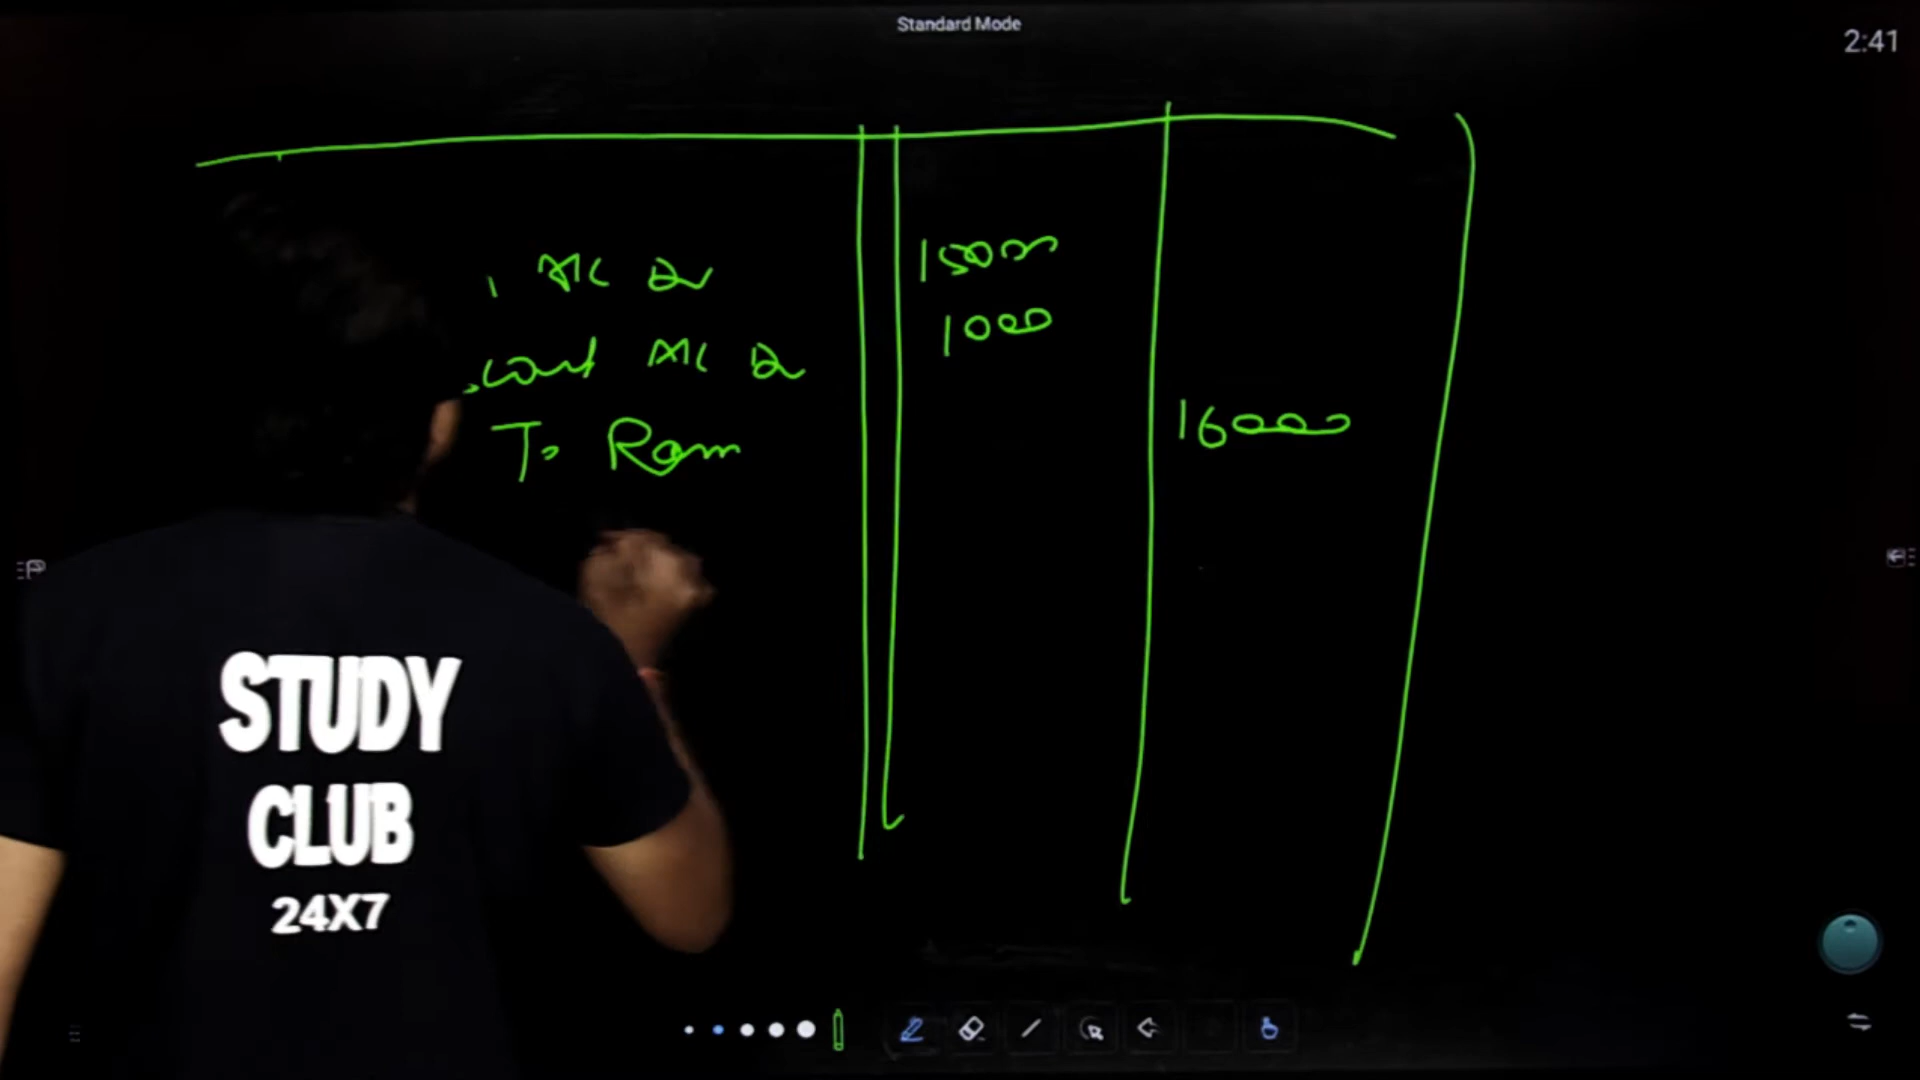 Standard Mode
2:41
A/c Dr 15000
A/c Dr 1000
To Ram 16000
STUDY
CLUB
24X7